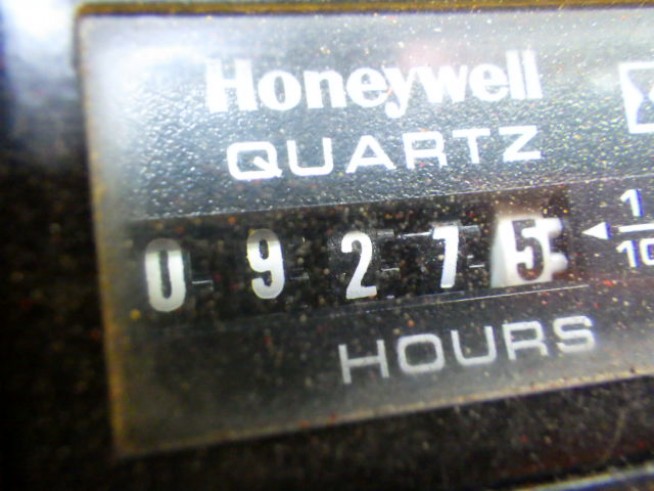 Honeywell
QUARTZ
0 9 2 7 5 ◄ 1/10
HOURS